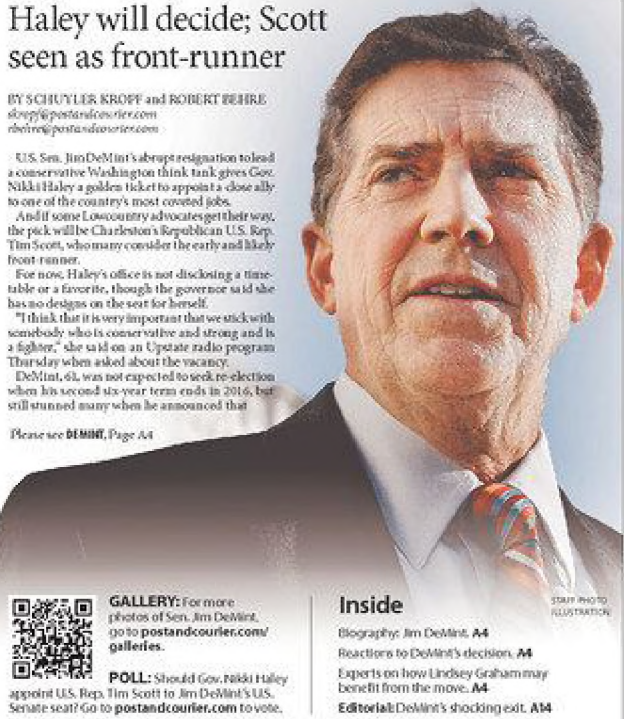 Haley will decide; Scott
seen as front-runner
BY SCHUYLER KROPF and ROBERT BEHRE
skropf@postandcourier.com
rbehre@postandcourier.com
U.S. Sen. Jim DeMint's abrupt resignation to lead
a conservative Washington think tank gives Gov.
Nikki Haley a golden ticket to appoint a close ally
to one of the country's most coveted jobs.
And if some Lowcountry advocates get their way,
the pick will be Charleston's Republican U.S. Rep.
Tim Scott, who many consider the early and likely
front-runner.
For now, Haley's office is not disclosing a time-
table or a favorite, though the governor said she
has no designs on the seat for herself.
"I think that it is very important that we stick with
somebody who is conservative and strong and is
a fighter," she said on an Upstate radio program
Thursday when asked about the vacancy.
DeMint, 61, was not expected to seek re-election
when his second six-year term ends in 2016, but
still stunned many when he announced that
Please see DEMINT, Page A4
GALLERY: For more
photos of Sen. Jim DeMint,
go to postandcourier.com/
galleries.
POLL: Should Gov. Nikki Haley
appoint U.S. Rep. Tim Scott to Jim DeMint's U.S.
Senate seat? Go to postandcourier.com to vote.
STAFF PHOTO
ILLUSTRATION
Inside
Biography: Jim DeMint. A4
Reactions to DeMint's decision. A4
Experts on how Lindsey Graham may
benefit from the move. A4
Editorial: DeMint's shocking exit. A14